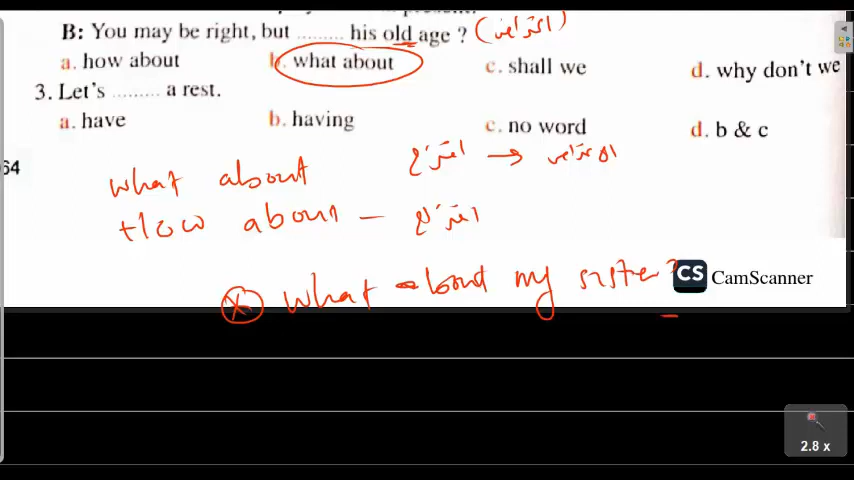 B: You may be right, but ......... his old age ? (اعتراض)
a. how about b. what about c. shall we d. why don't we
3. Let's ......... a rest.
a. have b. having c. no word d. b & c
64
what about اقتراح → الاعتراض
How about – اقتراح
what about my sister?
CS CamScanner
2.8 x